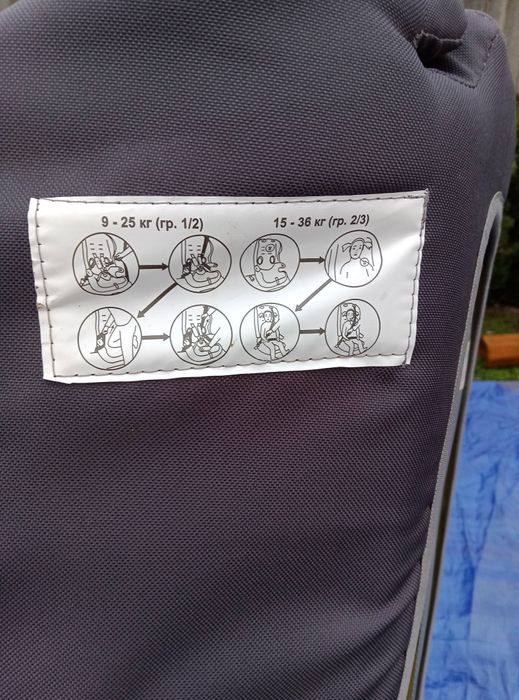 9 - 25 кг (гр. 1/2)
15 - 36 кг (гр. 2/3)